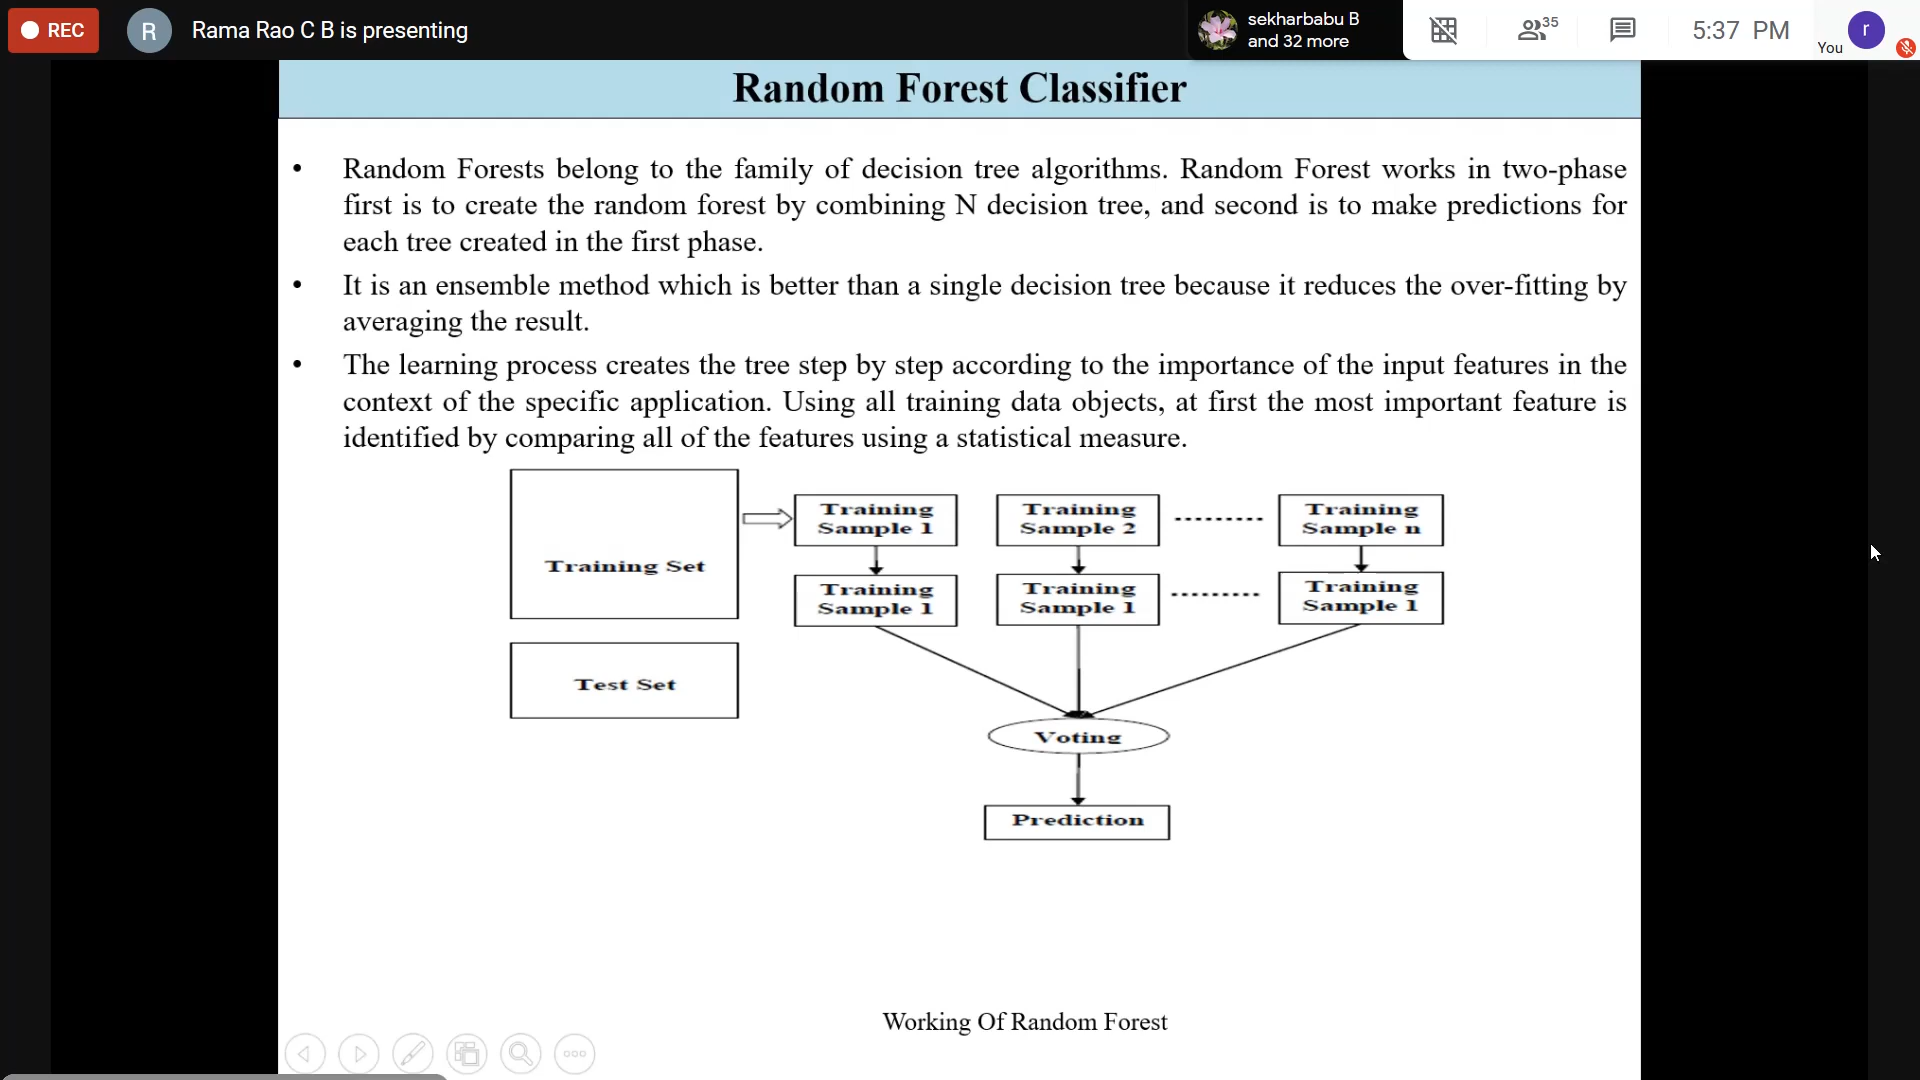 REC
R
Rama Rao C B is presenting
sekharbabu B
and 32 more
35
5:37 PM
You
r
Random Forest Classifier
• Random Forests belong to the family of decision tree algorithms. Random Forest works in two-phase
first is to create the random forest by combining N decision tree, and second is to make predictions for
each tree created in the first phase.
• It is an ensemble method which is better than a single decision tree because it reduces the over-fitting by
averaging the result.
• The learning process creates the tree step by step according to the importance of the input features in the
context of the specific application. Using all training data objects, at first the most important feature is
identified by comparing all of the features using a statistical measure.
Training Set
Test Set
Training
Sample 1
Training
Sample 2
Training
Sample n
Training
Sample 1
Training
Sample 1
Training
Sample 1
Voting
Prediction
Working Of Random Forest